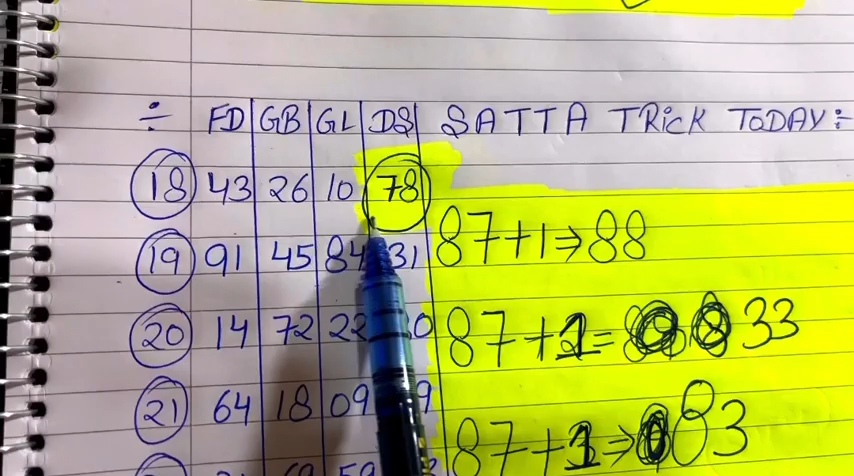 ÷ FD GB GL DS SATTA TRICK TODAY:-
18 43 26 10 78
87+1⇒88
19 91 45 84 31
20 14 72 22
87+1= 33
21 64 18 09
87+1⇒ 83